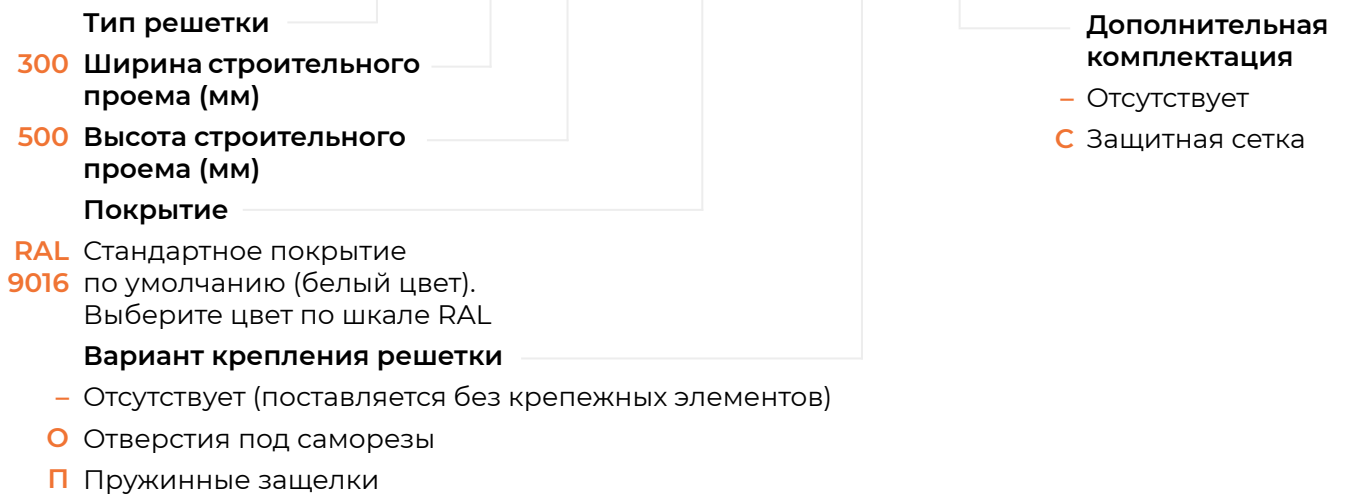 Тип решетки
300 Ширина строительного
проема (мм)
500 Высота строительного
проема (мм)
Покрытие
RAL Стандартное покрытие
9016 по умолчанию (белый цвет).
Выберите цвет по шкале RAL
Вариант крепления решетки
– Отсутствует (поставляется без крепежных элементов)
О Отверстия под саморезы
П Пружинные защелки
Дополнительная
комплектация
– Отсутствует
С Защитная сетка